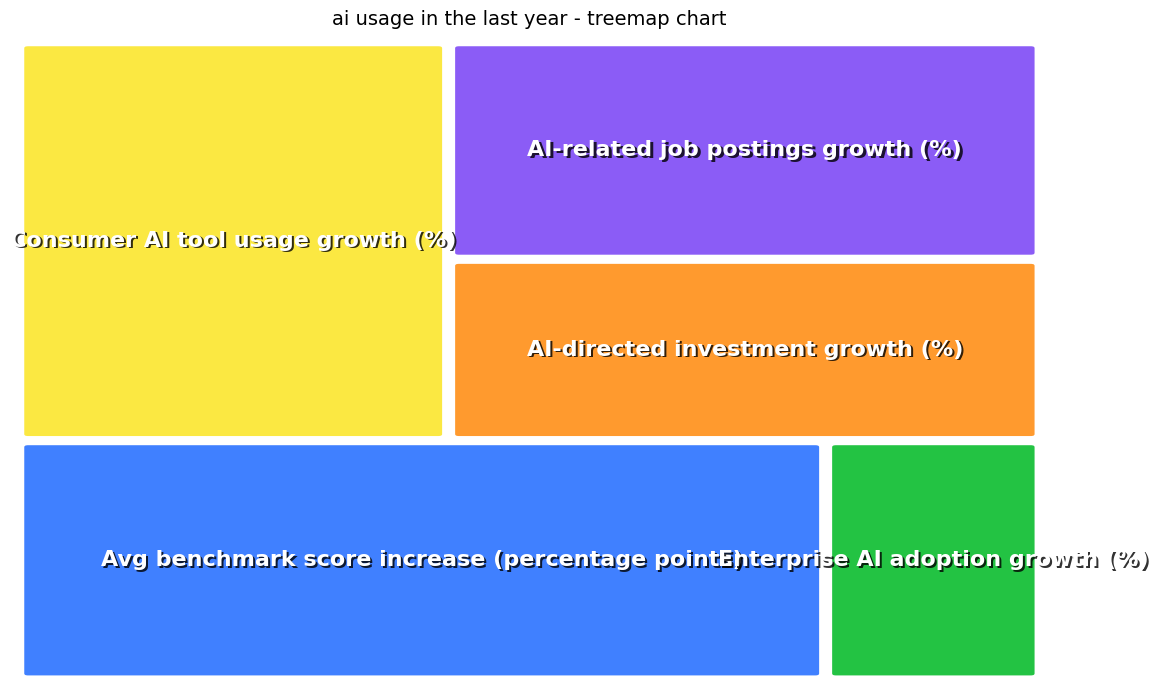 ai usage in the last year - treemap chart
AI-related job postings growth (%)
Consumer AI tool usage growth (%)
AI-directed investment growth (%)
Avg benchmark score increase (percentage points)
Enterprise AI adoption growth (%)